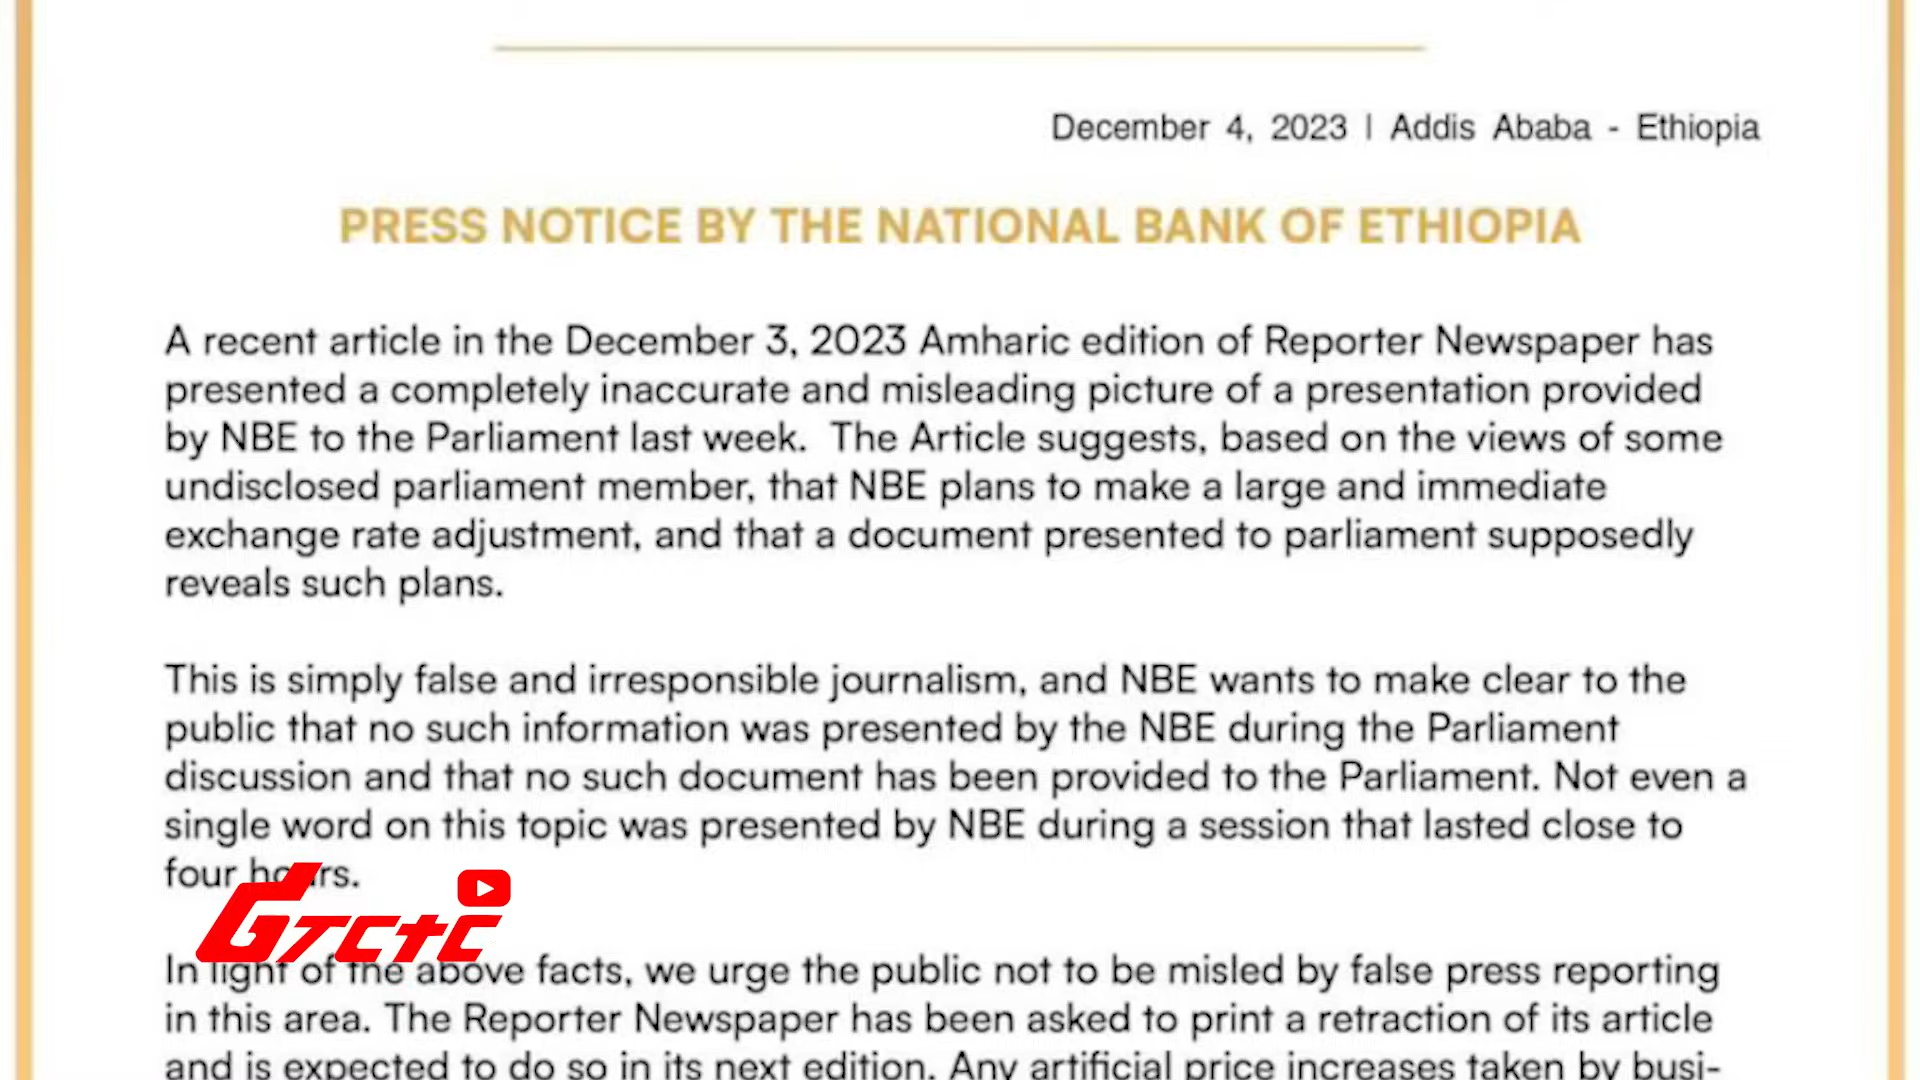 December 4, 2023 | Addis Ababa - Ethiopia
PRESS NOTICE BY THE NATIONAL BANK OF ETHIOPIA
A recent article in the December 3, 2023 Amharic edition of Reporter Newspaper has
presented a completely inaccurate and misleading picture of a presentation provided
by NBE to the Parliament last week. The Article suggests, based on the views of some
undisclosed parliament member, that NBE plans to make a large and immediate
exchange rate adjustment, and that a document presented to parliament supposedly
reveals such plans.
This is simply false and irresponsible journalism, and NBE wants to make clear to the
public that no such information was presented by the NBE during the Parliament
discussion and that no such document has been provided to the Parliament. Not even a
single word on this topic was presented by NBE during a session that lasted close to
four hours.
G7CtC
In light of the above facts, we urge the public not to be misled by false press reporting
in this area. The Reporter Newspaper has been asked to print a retraction of its article
and is expected to do so in its next edition. Any artificial price increases taken by busi-